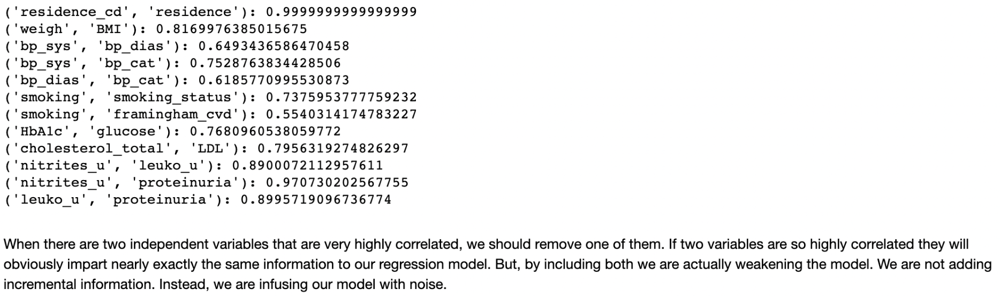 ('residence_cd', 'residence'): 0.9999999999999999
('weigh', 'BMI'): 0.8169976385015675
('bp_sys', 'bp_dias'): 0.6493436586470458
('bp_sys', 'bp_cat'): 0.7528763834428506
('bp_dias', 'bp_cat'): 0.6185770995530873
('smoking', 'smoking_status'): 0.7375953777759232
('smoking', 'framingham_cvd'): 0.5540314174783227
('HbA1c', 'glucose'): 0.7680960538059772
('cholesterol_total', 'LDL'): 0.7956319274826297
('nitrites_u', 'leuko_u'): 0.8900072112957611
('nitrites_u', 'proteinuria'): 0.970730202567755
('leuko_u', 'proteinuria'): 0.8995719096736774
When there are two independent variables that are very highly correlated, we should remove one of them. If two variables are so highly correlated they will
obviously impart nearly exactly the same information to our regression model. But, by including both we are actually weakening the model. We are not adding
incremental information. Instead, we are infusing our model with noise.